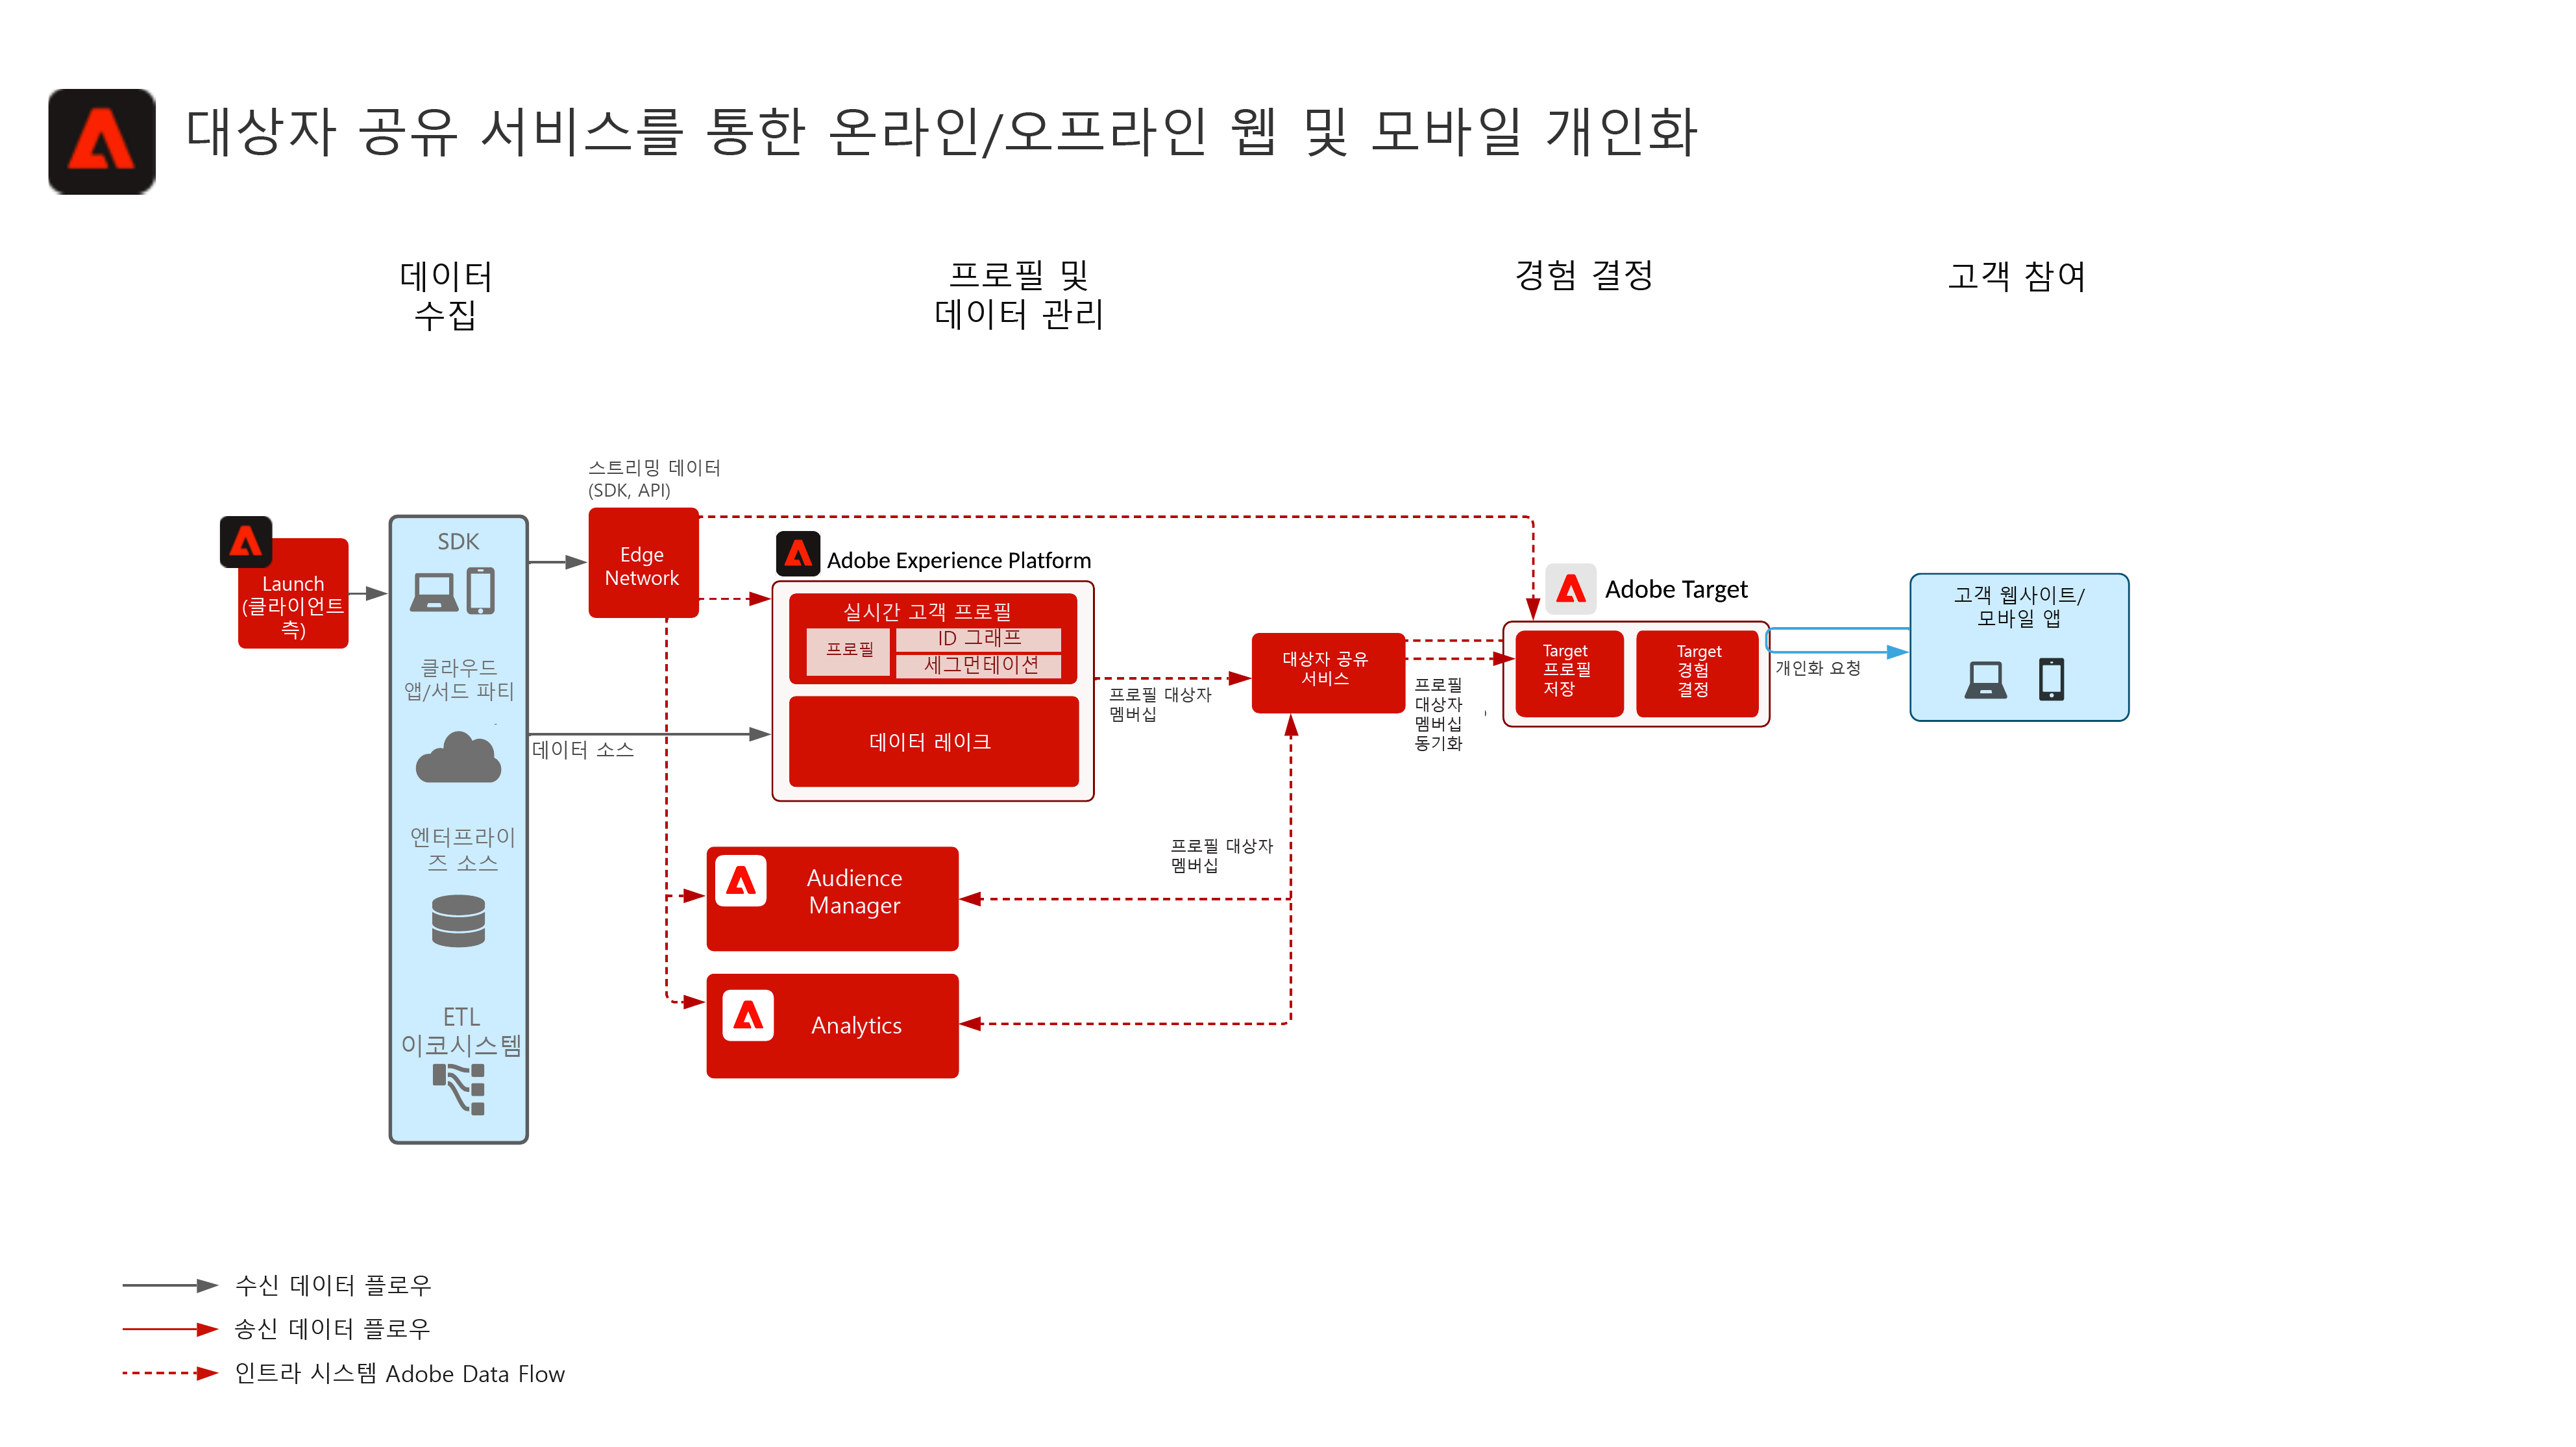 대상자 공유 서비스를 통한 온라인/오프라인 웹 및 모바일 개인화
데이터
수집
프로필 및
데이터 관리
경험 결정
고객 참여
스트리밍 데이터
(SDK, API)
Launch
(클라이언트
측)
SDK
클라우드
앱/서드 파티
엔터프라이
즈 소스
ETL
이코시스템
Edge
Network
데이터 소스
Adobe Experience Platform
실시간 고객 프로필
프로필
ID 그래프
세그먼테이션
데이터 레이크
프로필 대상자
멤버십
Audience
Manager
Analytics
프로필 대상자
멤버십
대상자 공유
서비스
프로필
대상자
멤버십
동기화
Adobe Target
Target
프로필
저장
Target
경험
결정
개인화 요청
고객 웹사이트/
모바일 앱
수신 데이터 플로우
송신 데이터 플로우
인트라 시스템 Adobe Data Flow